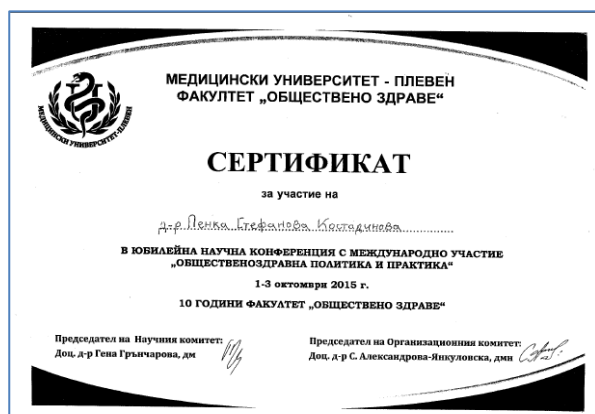 МЕДИЦИНСКИ УНИВЕРСИТЕТ - ПЛЕВЕН
ФАКУЛТЕТ „ОБЩЕСТВЕНО ЗДРАВЕ“
МЕДИЦИНСКИ УНИВЕРСИТЕТ-ПЛЕВЕН
СЕРТИФИКАТ
за участие на
д-р Пенка Стефанова Костадинова
В ЮБИЛЕЙНА НАУЧНА КОНФЕРЕНЦИЯ С МЕЖДУНАРОДНО УЧАСТИЕ
„ОБЩЕСТВЕНОЗДРАВНА ПОЛИТИКА И ПРАКТИКА“
1-3 октомври 2015 г.
10 ГОДИНИ ФАКУЛТЕТ „ОБЩЕСТВЕНО ЗДРАВЕ“
Председател на Научния комитет:
Доц. д-р Гена Грънчарова, дм
Председател на Организационния комитет:
Доц. д-р С. Александрова-Янкуловска, дмн